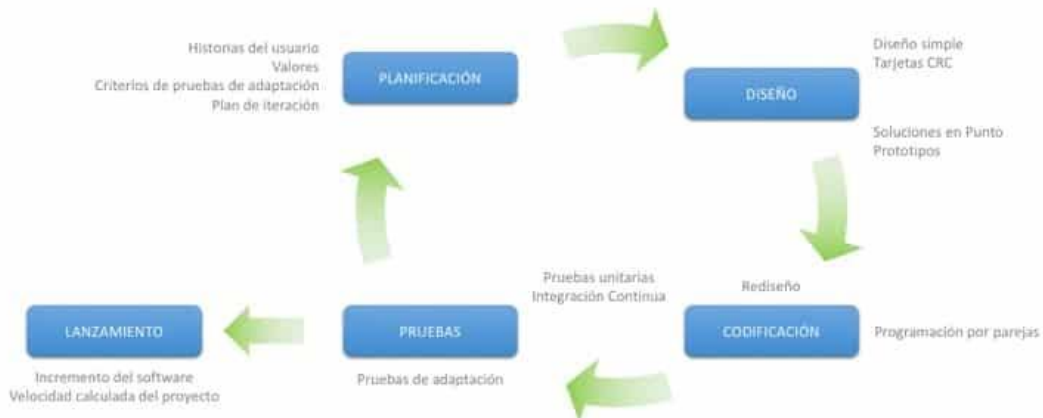 Historias del usuario
Valores
Criterios de pruebas de adaptación
Plan de iteración
PLANIFICACIÓN
Diseño simple
Tarjetas CRC
DISEÑO
Soluciones en Punto
Prototipos
Rediseño
CODIFICACIÓN
Programación por parejas
Pruebas unitarias
Integración Continua
PRUEBAS
Pruebas de adaptación
LANZAMIENTO
Incremento del software
Velocidad calculada del proyecto